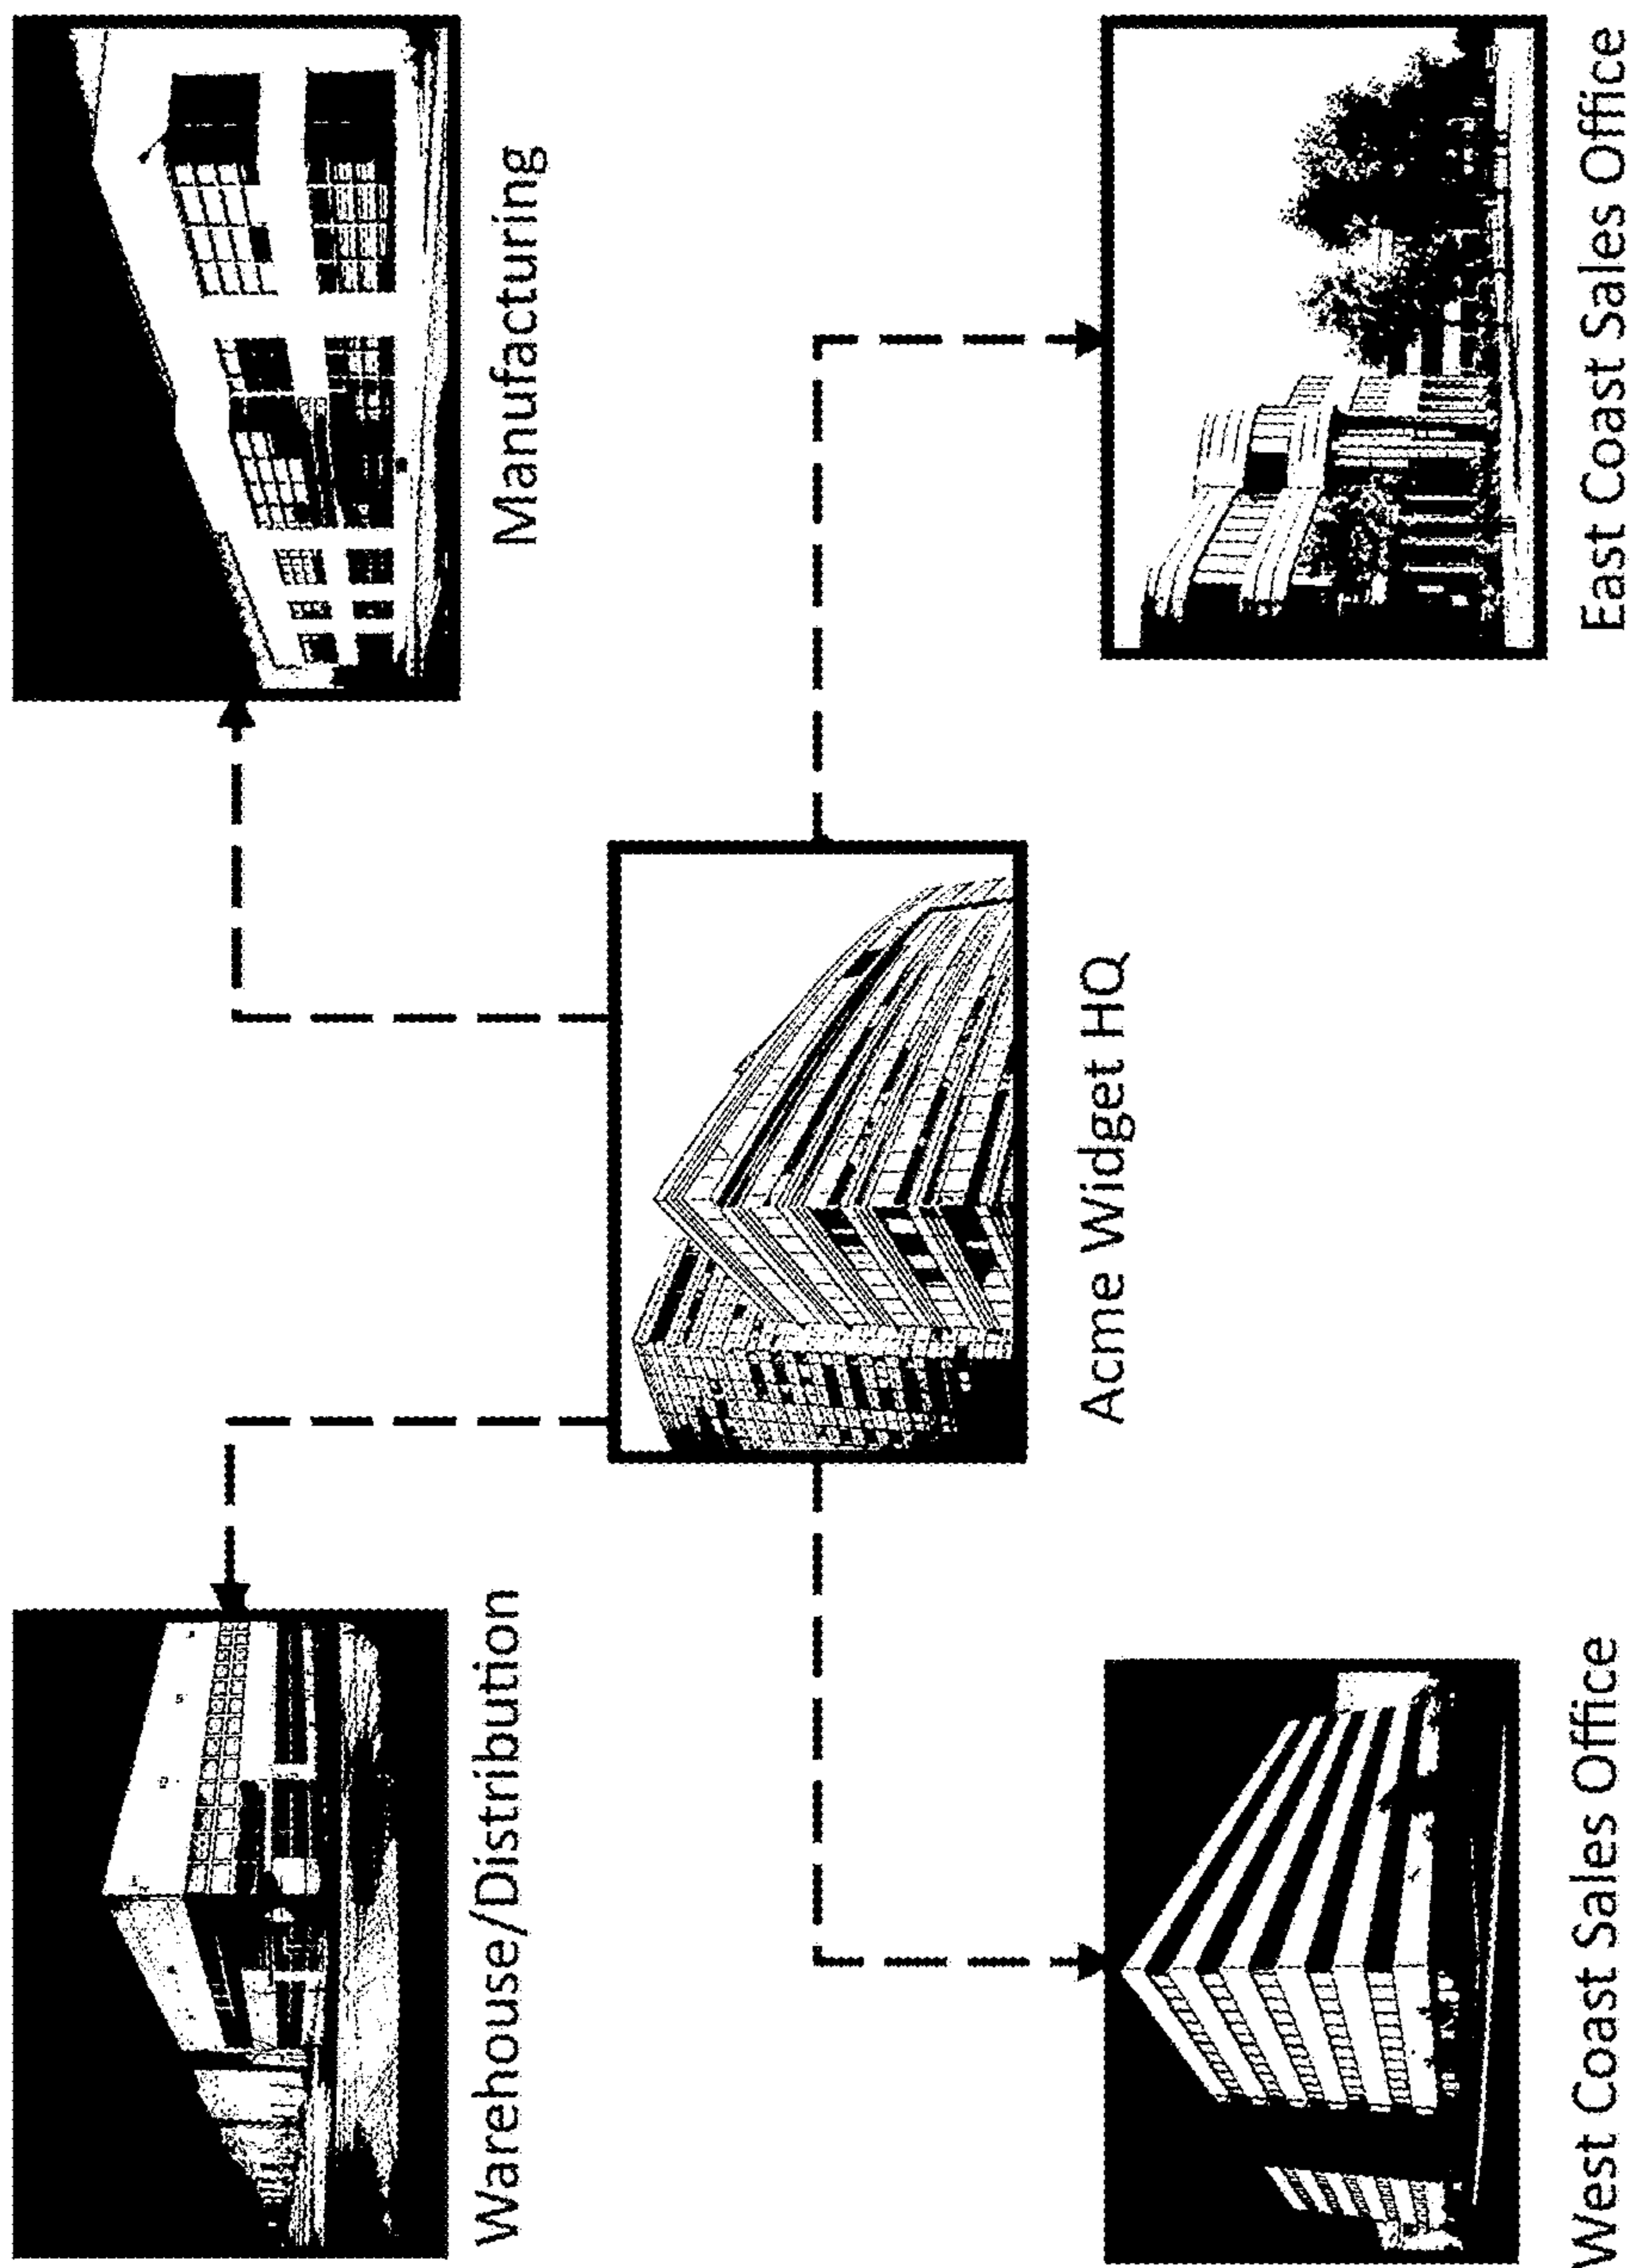 Warehouse/Distribution
Manufacturing
Acme Widget HQ
West Coast Sales Office
East Coast Sales Office